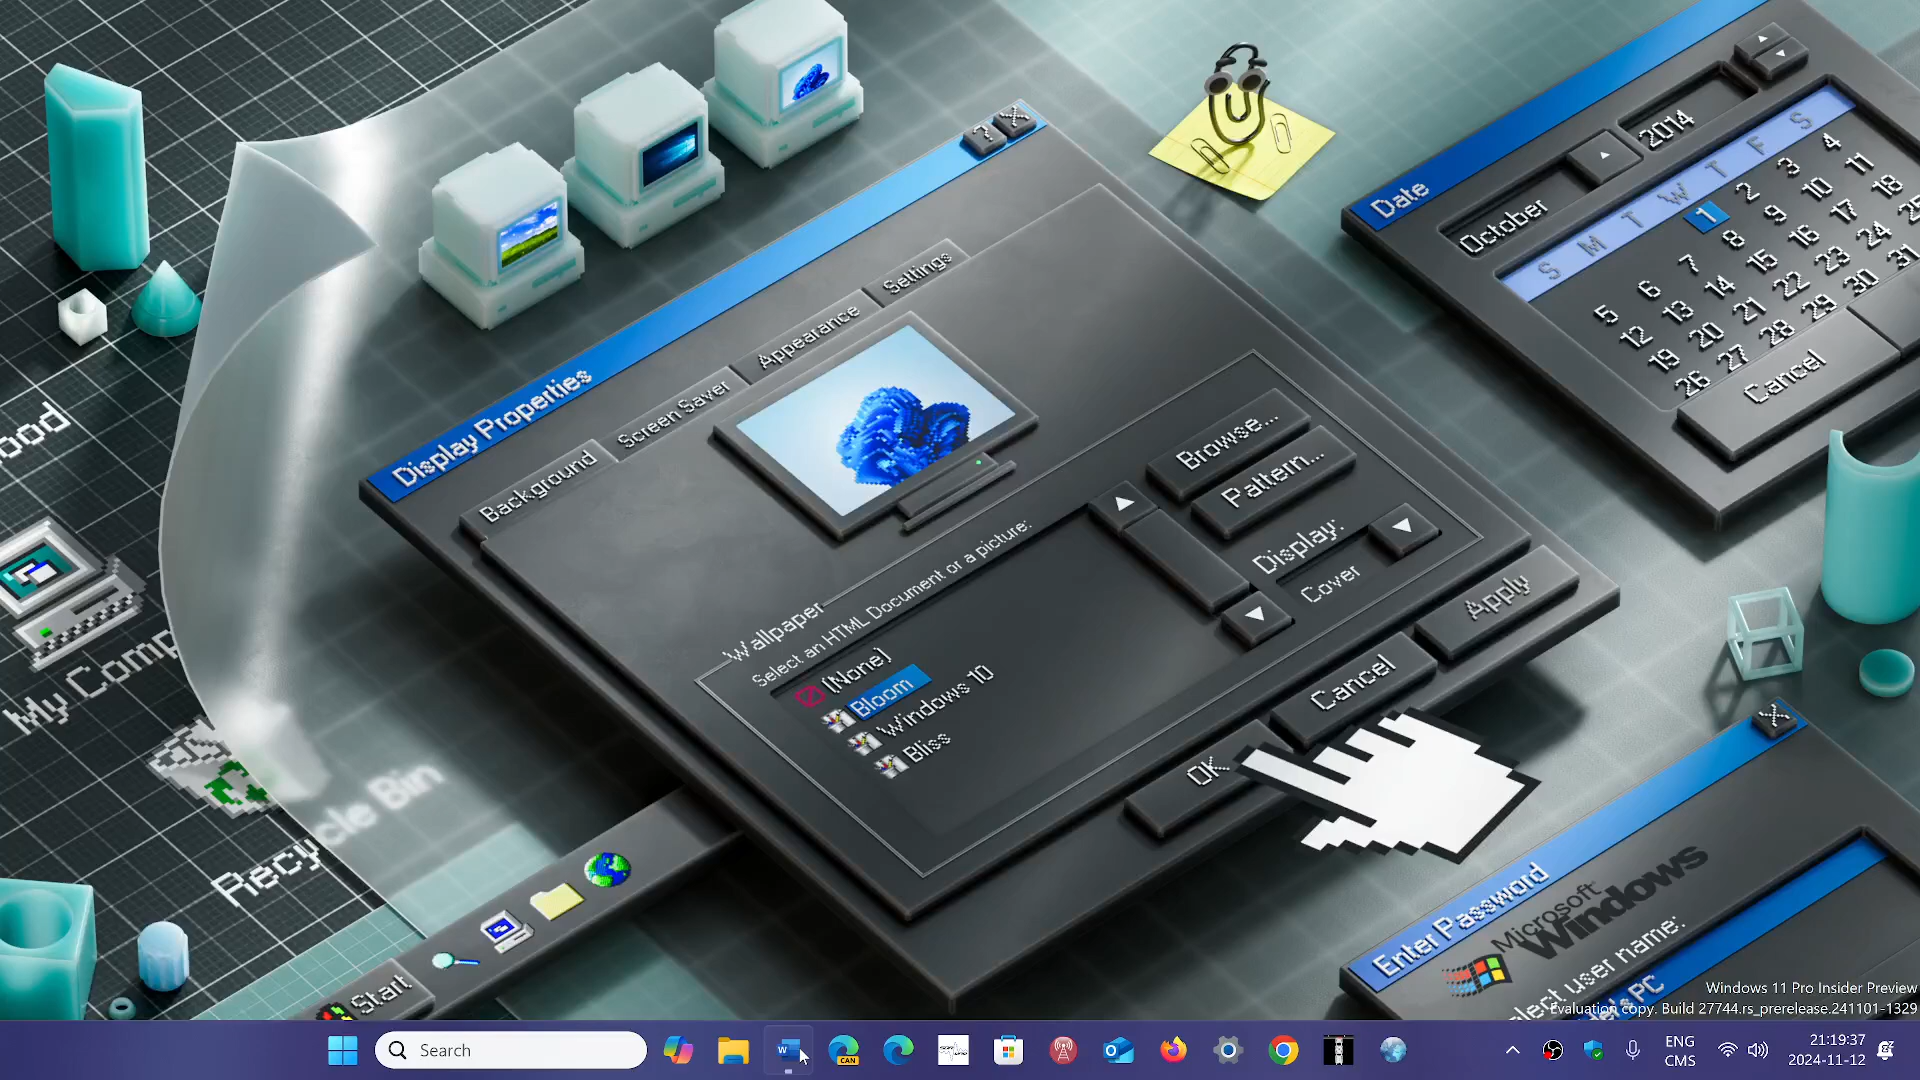 Display Properties
?
Background
Screen Saver
Appearance
Settings
Wallpaper
Select an HTML Document or a picture:
(None)
Bloom
Windows 10
Bliss
Browse...
Pattern...
Display:
Cover
OK
Cancel
Apply
Date
October
2014
S M T W T F S
1 2 3 4
5 6 7 8 9 10 11
12 13 14 15 16 17 18
19 20 21 22 23 24 25
26 27 28 29 30 31
Cancel
ood
My Comp
Recycle Bin
Start
Enter Password
Microsoft
Windows
elect user name:
's PC
Windows 11 Pro Insider Preview
Evaluation copy. Build 27744.rs_prerelease.241101-1329
Search
W
CAN
O
ENG
CMS
21:19:37
2024-11-12